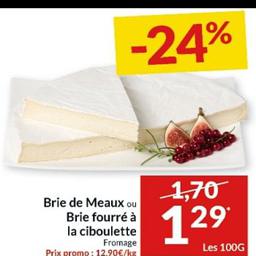 -24%
Brie de Meaux ou
Brie fourré à
la ciboulette
Fromage
Prix promo : 12,90€/kg
1,70
1 29*
Les 100G